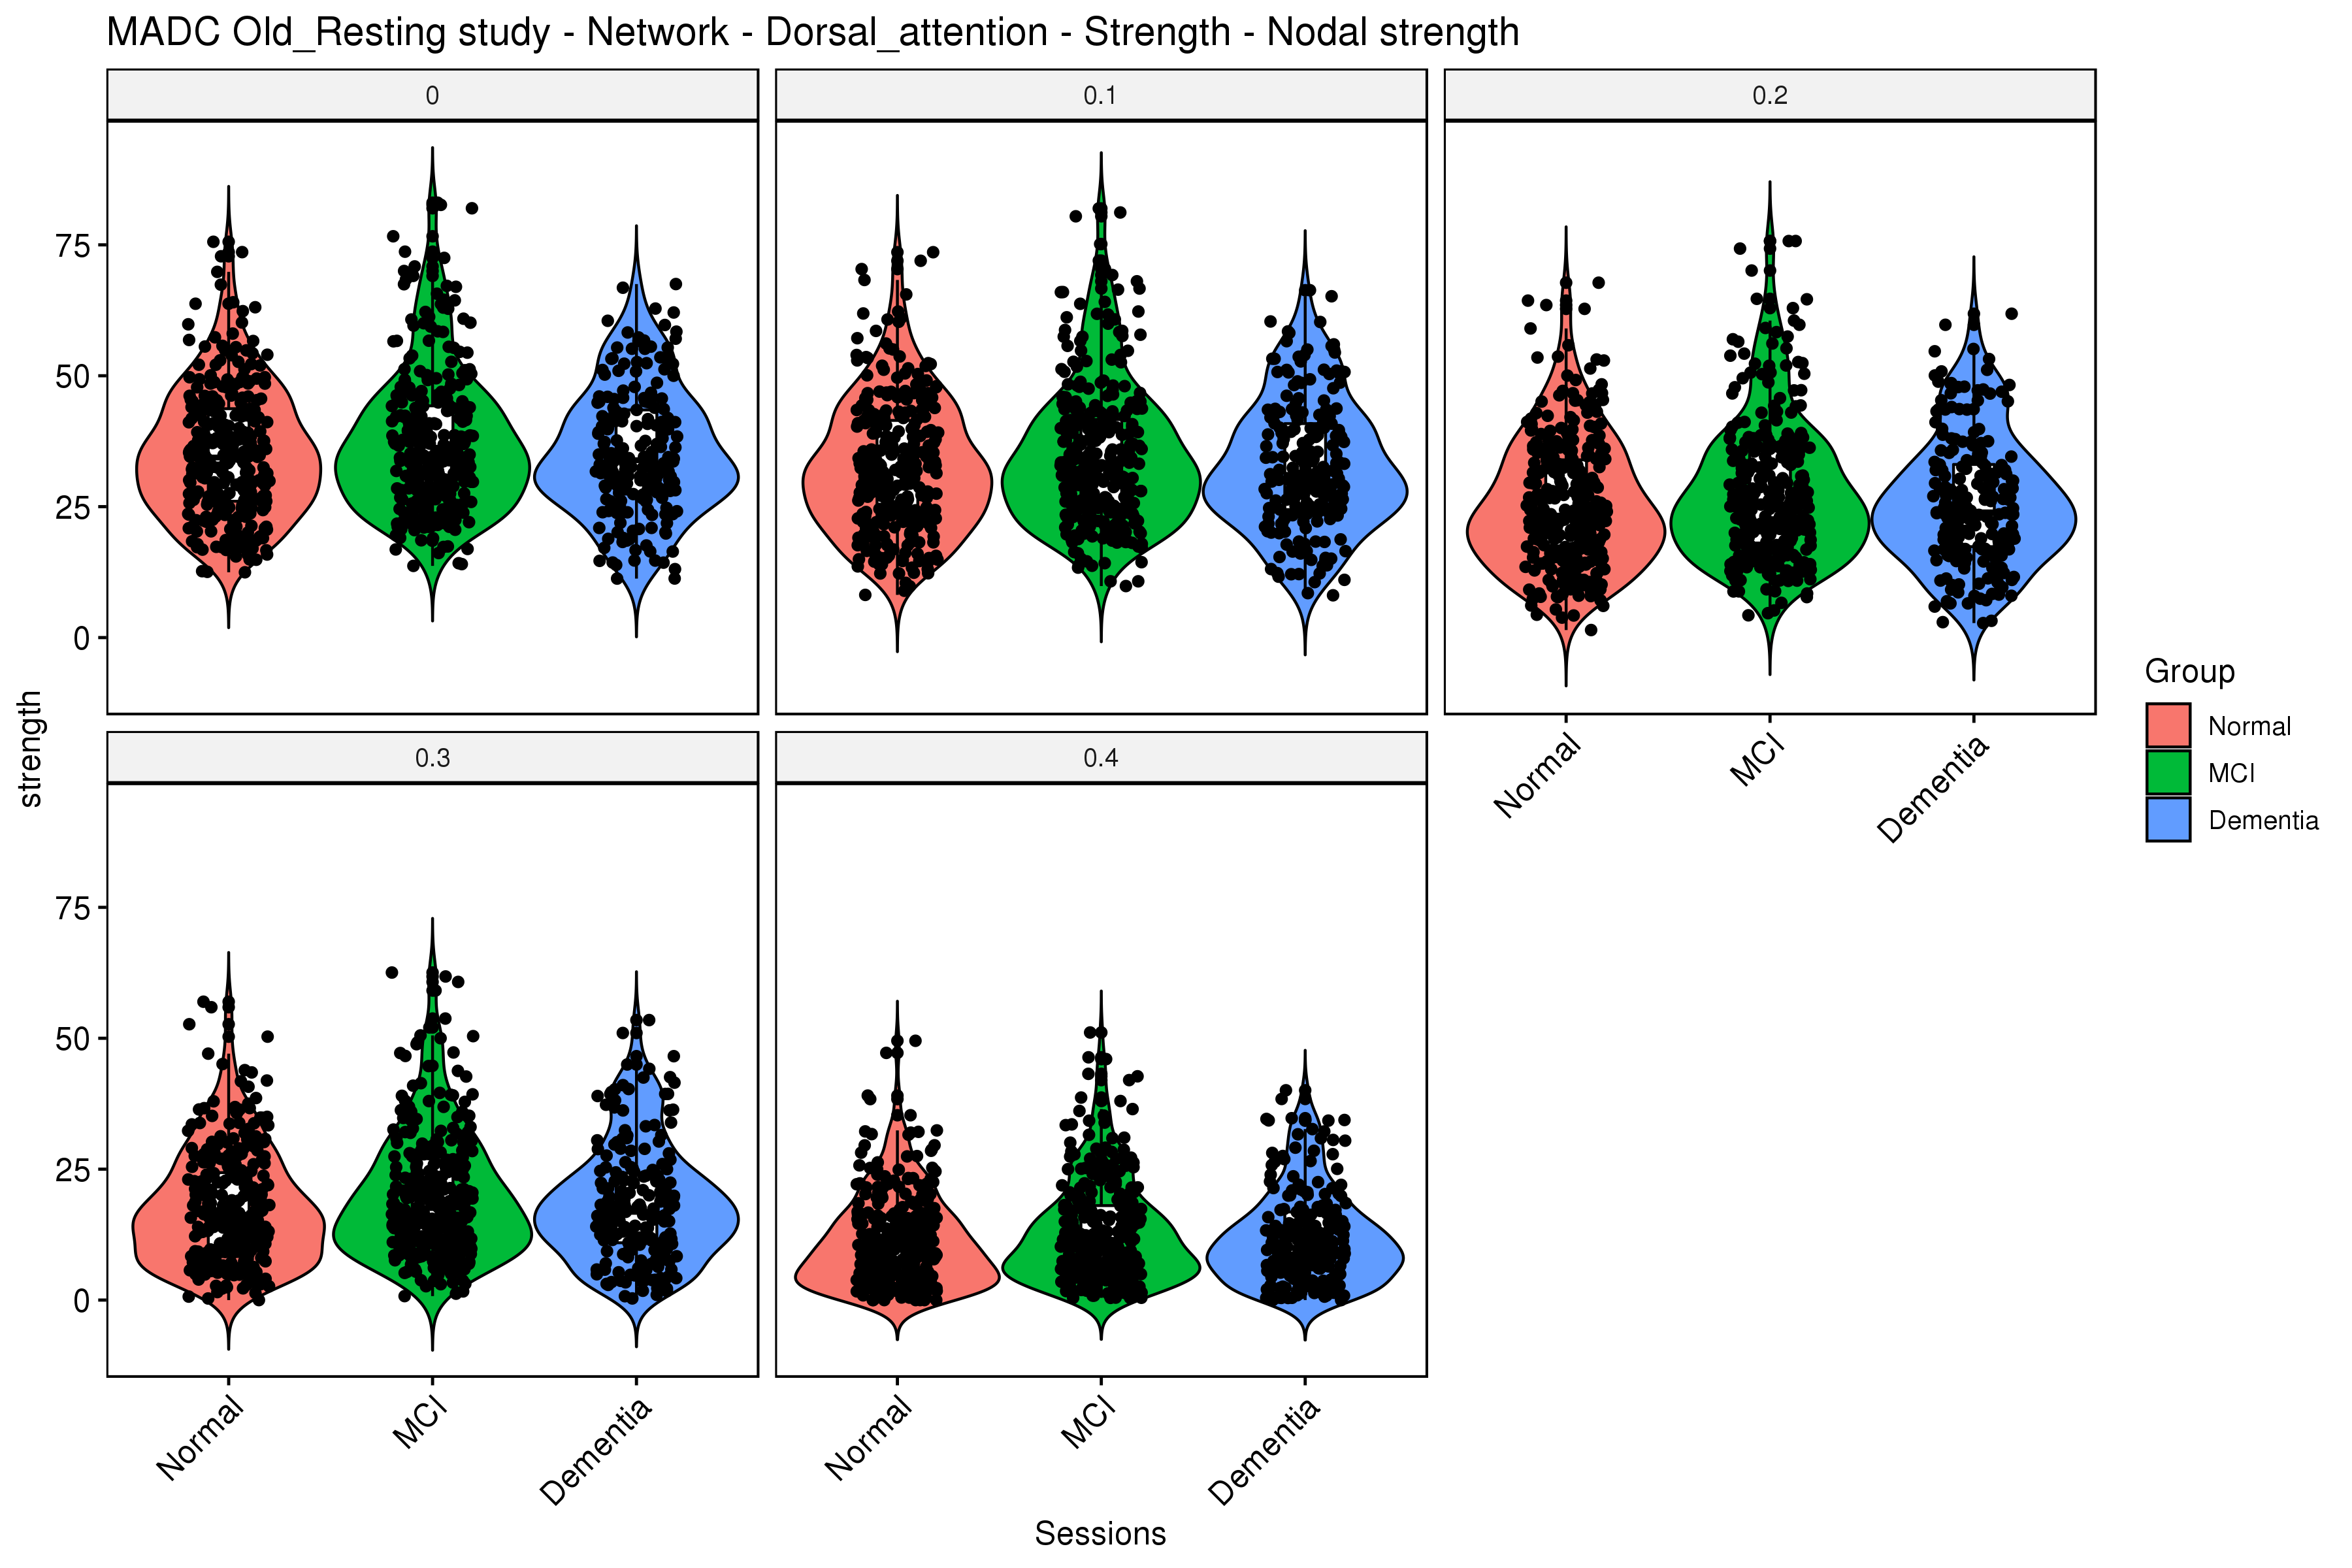 MADC Old_Resting study - Network - Dorsal_attention - Strength - Nodal strength
0
0.1
0.2
75
50
25
0
Normal
MCI
Dementia
strength
Group
Normal
MCI
Dementia
0.3
0.4
75
50
25
0
Normal
MCI
Dementia
Normal
MCI
Dementia
Sessions